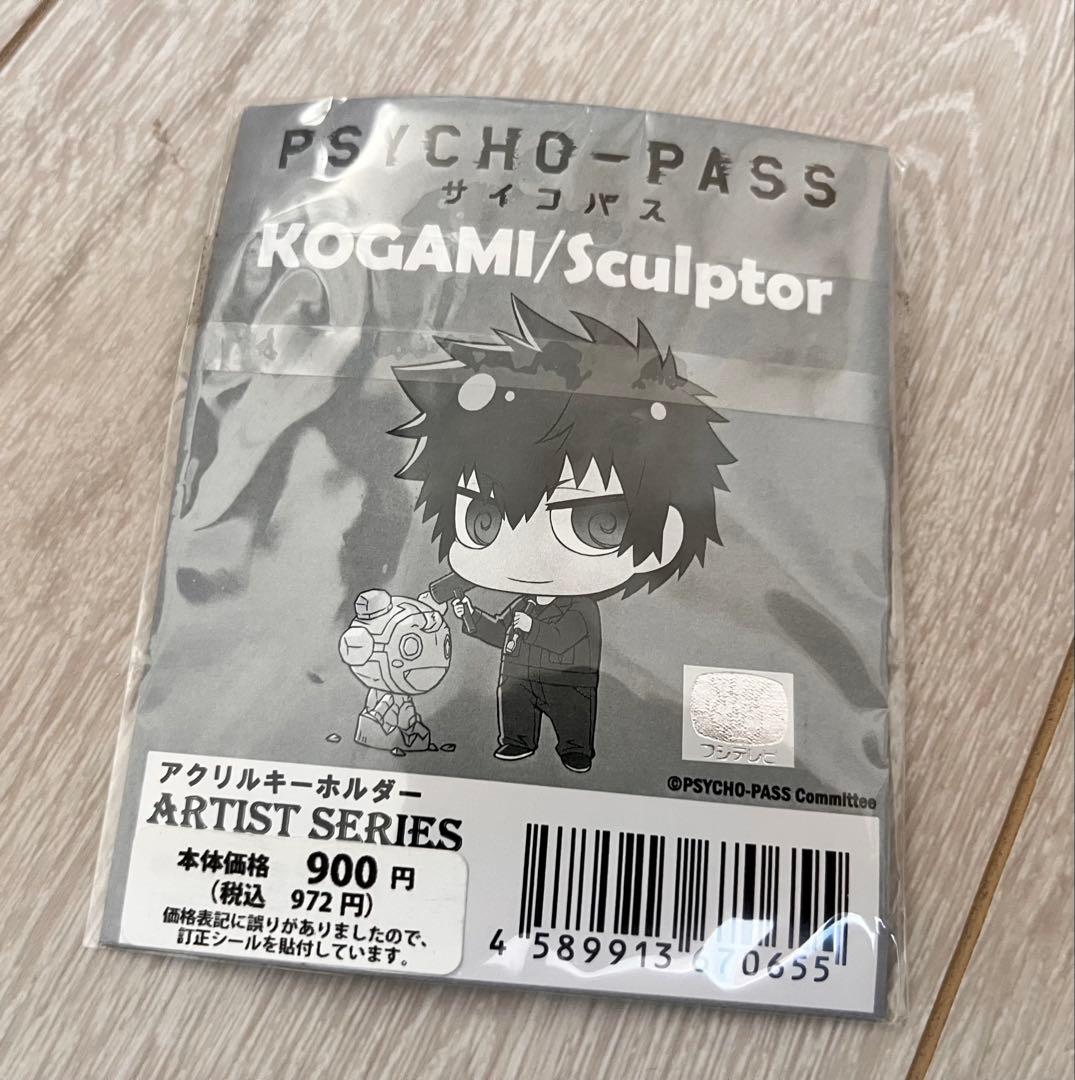 PSYCHO-PASS
サイコパス
KOGAMI/Sculptor
フジテレビ
©PSYCHO-PASS Committee
アクリルキーホルダー
ARTIST SERIES
本体価格 900 円
(税込 972円)
価格表記に誤りがありましたので、
訂正シールを貼付しています。
4 589913 670655